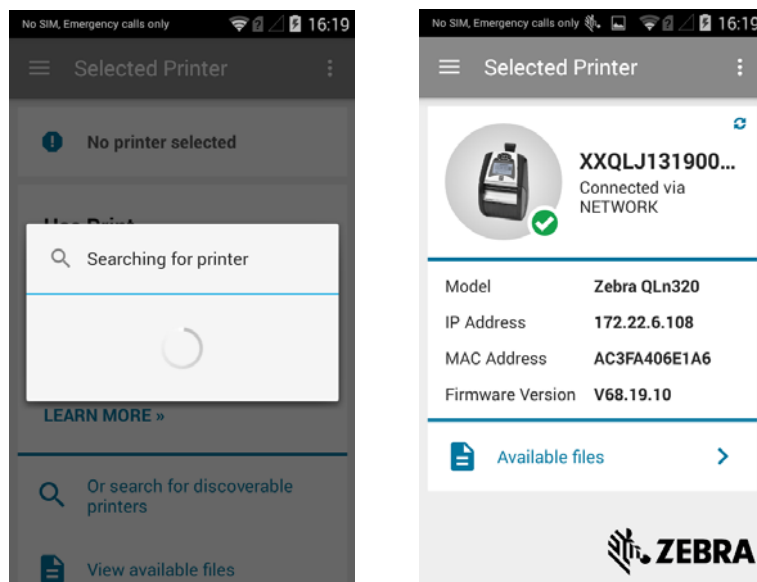 No SIM, Emergency calls only 16:19
Selected Printer
No printer selected
Searching for printer
LEARN MORE »
Or search for discoverable
printers
View available files
No SIM, Emergency calls only 16:19
Selected Printer
XXQLJ131900...
Connected via
NETWORK
Model Zebra QLn320
IP Address 172.22.6.108
MAC Address AC3FA406E1A6
Firmware Version V68.19.10
Available files
ZEBRA